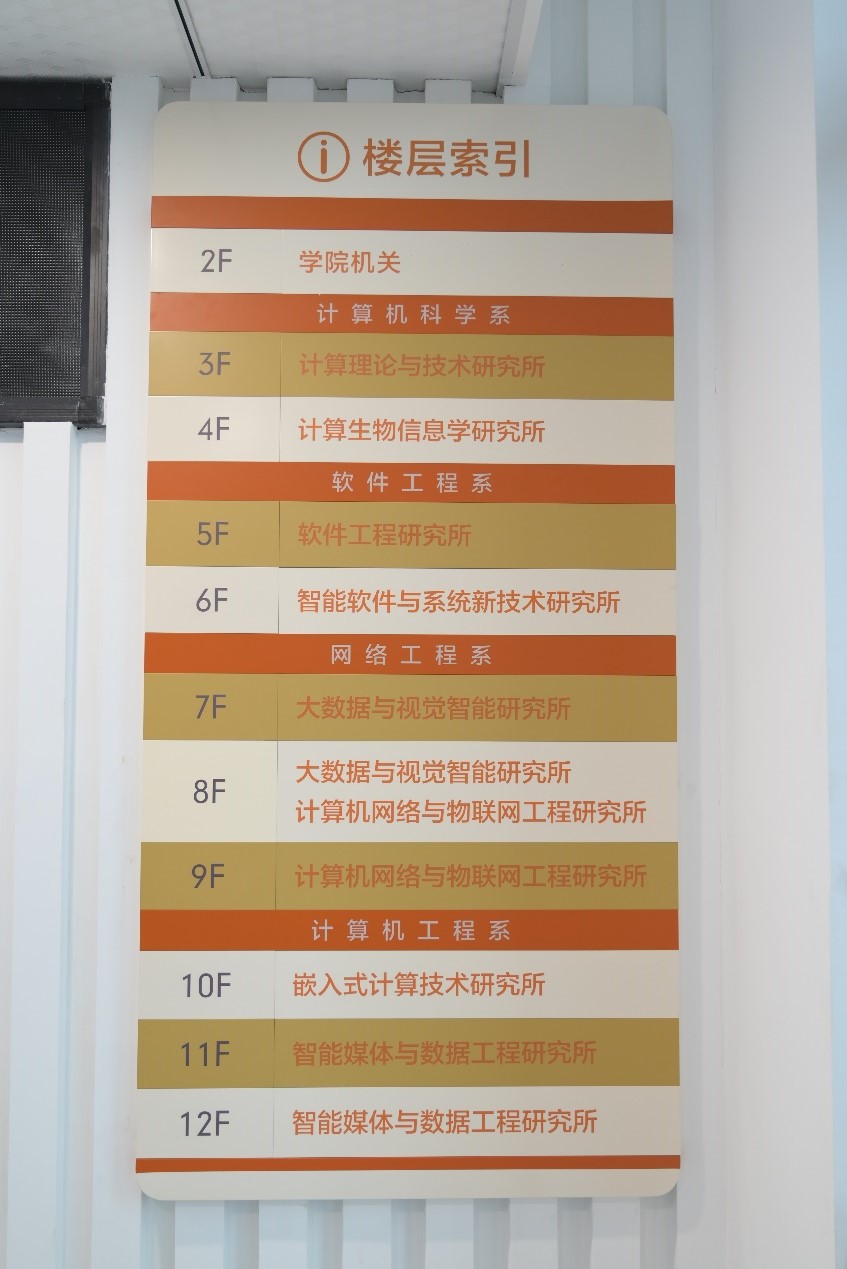 i 楼层索引
2F 学院机关
计算机科学系
3F 计算理论与技术研究所
4F 计算生物信息学研究所
软件工程系
5F 软件工程研究所
6F 智能软件与系统新技术研究所
网络工程系
7F 大数据与视觉智能研究所
8F 大数据与视觉智能研究所
计算机网络与物联网工程研究所
9F 计算机网络与物联网工程研究所
计算机工程系
10F 嵌入式计算技术研究所
11F 智能媒体与数据工程研究所
12F 智能媒体与数据工程研究所